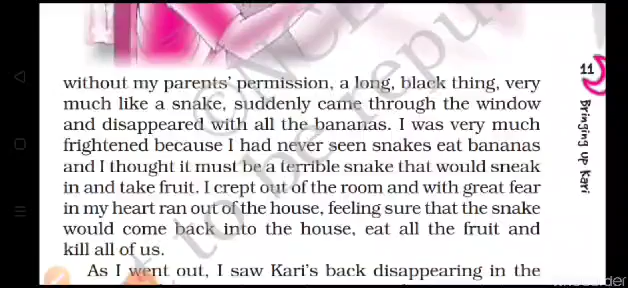 without my parents' permission, a long, black thing, very
much like a snake, suddenly came through the window
and disappeared with all the bananas. I was very much
frightened because I had never seen snakes eat bananas
and I thought it must be a terrible snake that would sneak
in and take fruit. I crept out of the room and with great fear
in my heart ran out of the house, feeling sure that the snake
would come back into the house, eat all the fruit and
kill all of us.
As I went out, I saw Kari's back disappearing in the
11
Bringing up Kari